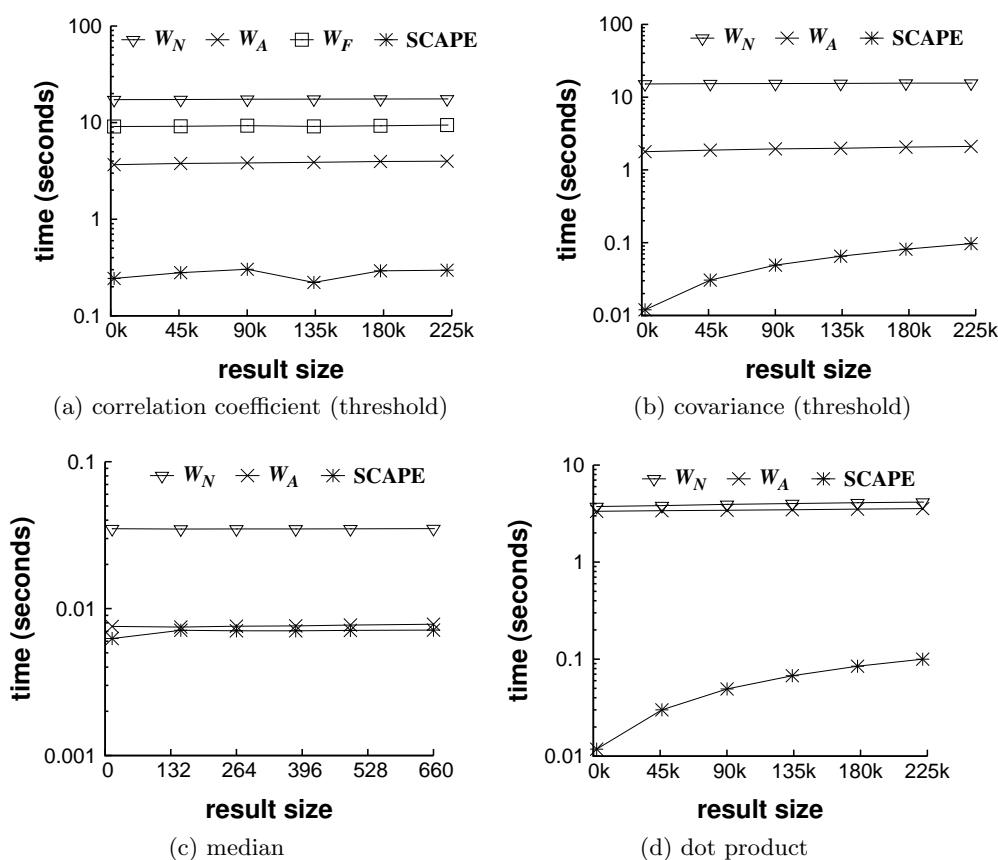 100
10
1
0.1
time (seconds)
W_N W_A W_F SCAPE
0k 45k 90k 135k 180k 225k
result size
(a) correlation coefficient (threshold)
100
10
1
0.1
0.01
time (seconds)
W_N W_A SCAPE
0k 45k 90k 135k 180k 225k
result size
(b) covariance (threshold)
0.1
0.01
0.001
time (seconds)
W_N W_A SCAPE
0 132 264 396 528 660
result size
(c) median
10
1
0.1
0.01
time (seconds)
W_N W_A SCAPE
0k 45k 90k 135k 180k 225k
result size
(d) dot product